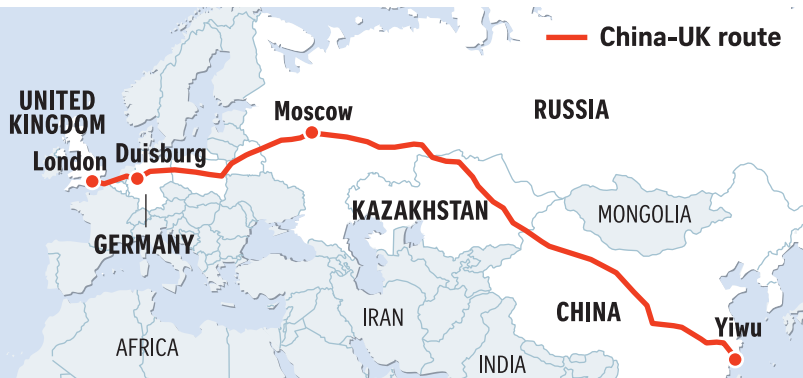 China-UK route
UNITED
KINGDOM
London
Duisburg
Moscow
RUSSIA
GERMANY
KAZAKHSTAN
MONGOLIA
IRAN
CHINA
Yiwu
AFRICA
INDIA